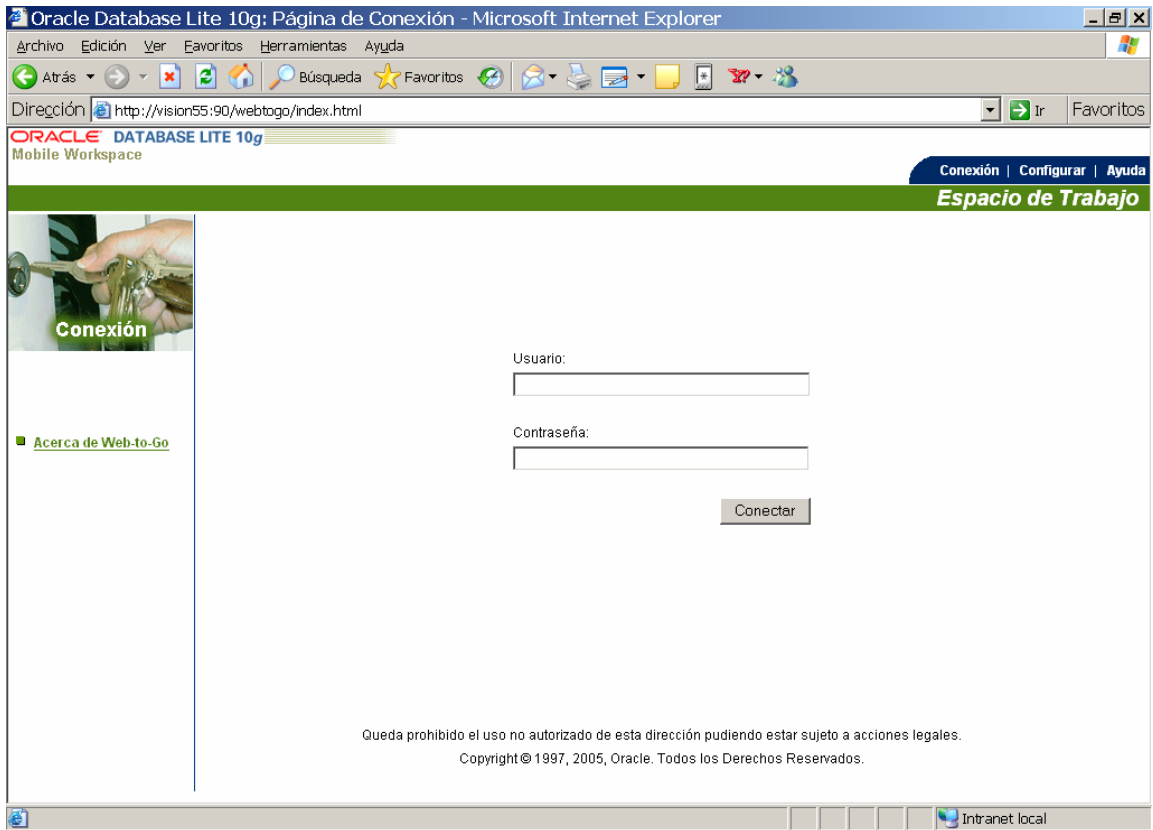 Oracle Database Lite 10g: Página de Conexión - Microsoft Internet Explorer
Archivo Edición Ver Favoritos Herramientas Ayuda
Atrás Búsqueda Favoritos
Dirección http://vision55:90/webtogo/index.html Ir Favoritos
ORACLE DATABASE LITE 10g
Mobile Workspace
Conexión | Configurar | Ayuda
Espacio de Trabajo
Conexión
Usuario:
Contraseña:
Acerca de Web-to-Go
Conectar
Queda prohibido el uso no autorizado de esta dirección pudiendo estar sujeto a acciones legales.
Copyright © 1997, 2005, Oracle. Todos los Derechos Reservados.
Intranet local